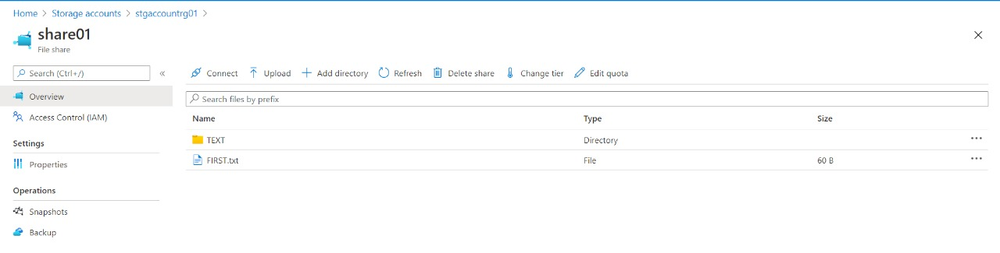 Home > Storage accounts > stgaccountrg01 >
share01
File share
Search (Ctrl+/)
«
Connect Upload Add directory Refresh Delete share Change tier Edit quota
Overview
Search files by prefix
Access Control (IAM)
Name Type Size
Settings
TEXT Directory
Properties
FIRST.txt File 60 B
Operations
Snapshots
Backup